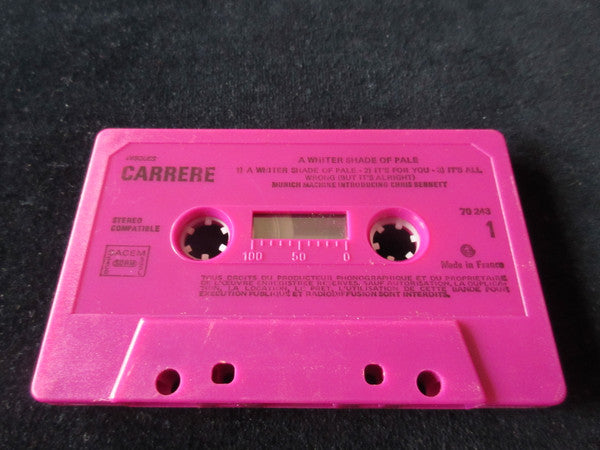 DISQUES
CARRERE
STEREO
COMPATIBLE
SACEM
A WHITER SHADE OF PALE
1) A WHITER SHADE OF PALE - 2) IT'S FOR YOU - 3) IT'S ALL
WRONG (BUT IT'S ALRIGHT)
MUNICH MACHINE INTRODUCING CHRIS BENNETT
70 243
1
Made in France
100 50 0
TOUS DROITS DU PRODUCTEUR PHONOGRAPHIQUE ET DU PROPRIETAIRE
DE L'ŒUVRE ENREGISTREE RESERVES. SAUF AUTORISATION, LA DUPLICA-
TION, LA LOCATION, LE PRET, L'UTILISATION DE CETTE BANDE POUR
EXECUTION PUBLIQUE ET RADIODIFFUSION SONT INTERDITS.